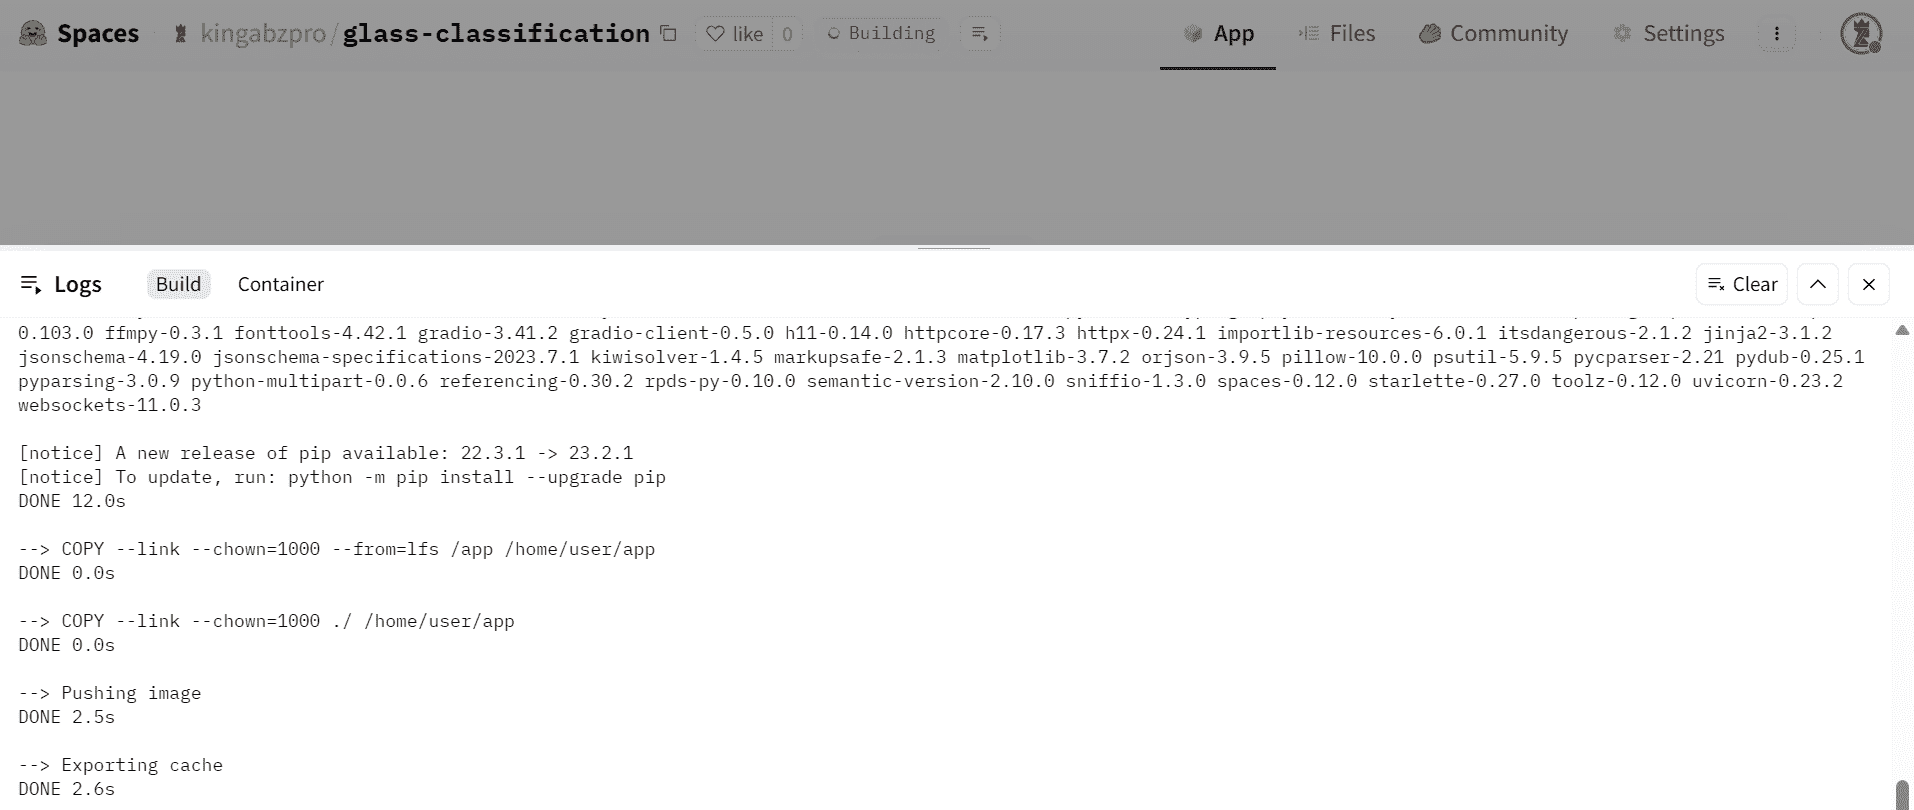 Spaces kingabzpro/glass-classification like 0 Building App Files Community Settings
Logs Build Container Clear
0.103.0 ffmpy-0.3.1 fonttools-4.42.1 gradio-3.41.2 gradio-client-0.5.0 h11-0.14.0 httpcore-0.17.3 httpx-0.24.1 importlib-resources-6.0.1 itsdangerous-2.1.2 jinja2-3.1.2
jsonschema-4.19.0 jsonschema-specifications-2023.7.1 kiwisolver-1.4.5 markupsafe-2.1.3 matplotlib-3.7.2 orjson-3.9.5 pillow-10.0.0 psutil-5.9.5 pycparser-2.21 pydub-0.25.1
pyparsing-3.0.9 python-multipart-0.0.6 referencing-0.30.2 rpds-py-0.10.0 semantic-version-2.10.0 sniffio-1.3.0 spaces-0.12.0 starlette-0.27.0 toolz-0.12.0 uvicorn-0.23.2
websockets-11.0.3
[notice] A new release of pip available: 22.3.1 -> 23.2.1
[notice] To update, run: python -m pip install --upgrade pip
DONE 12.0s
--> COPY --link --chown=1000 --from=lfs /app /home/user/app
DONE 0.0s
--> COPY --link --chown=1000 ./ /home/user/app
DONE 0.0s
--> Pushing image
DONE 2.5s
--> Exporting cache
DONE 2.6s